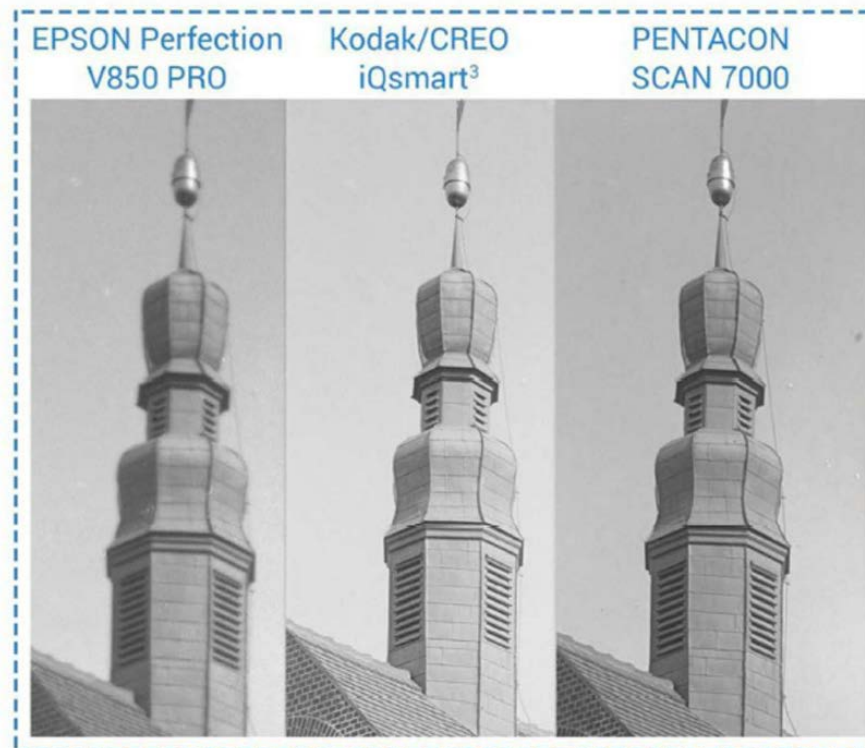 EPSON Perfection
V850 PRO
Kodak/CREO
iQsmart³
PENTACON
SCAN 7000